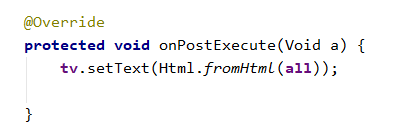 @Override
protected void onPostExecute(Void a) {
    tv.setText(Html.fromHtml(all));
}